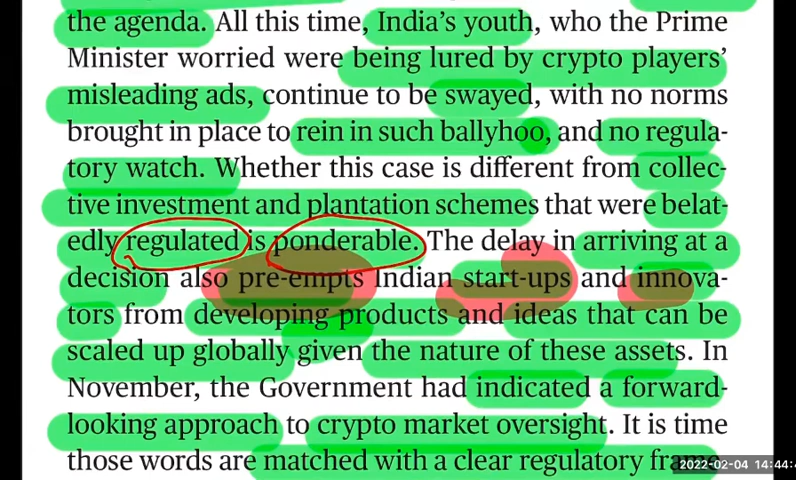 the agenda. All this time, India's youth, who the Prime
Minister worried were being lured by crypto players'
misleading ads, continue to be swayed, with no norms
brought in place to rein in such ballyhoo, and no regula-
tory watch. Whether this case is different from collec-
tive investment and plantation schemes that were belat-
edly regulated is ponderable. The delay in arriving at a
decision also pre-empts Indian start-ups and innova-
tors from developing products and ideas that can be
scaled up globally given the nature of these assets. In
November, the Government had indicated a forward-
looking approach to crypto market oversight. It is time
those words are matched with a clear regulatory
2022-02-04 14:44: